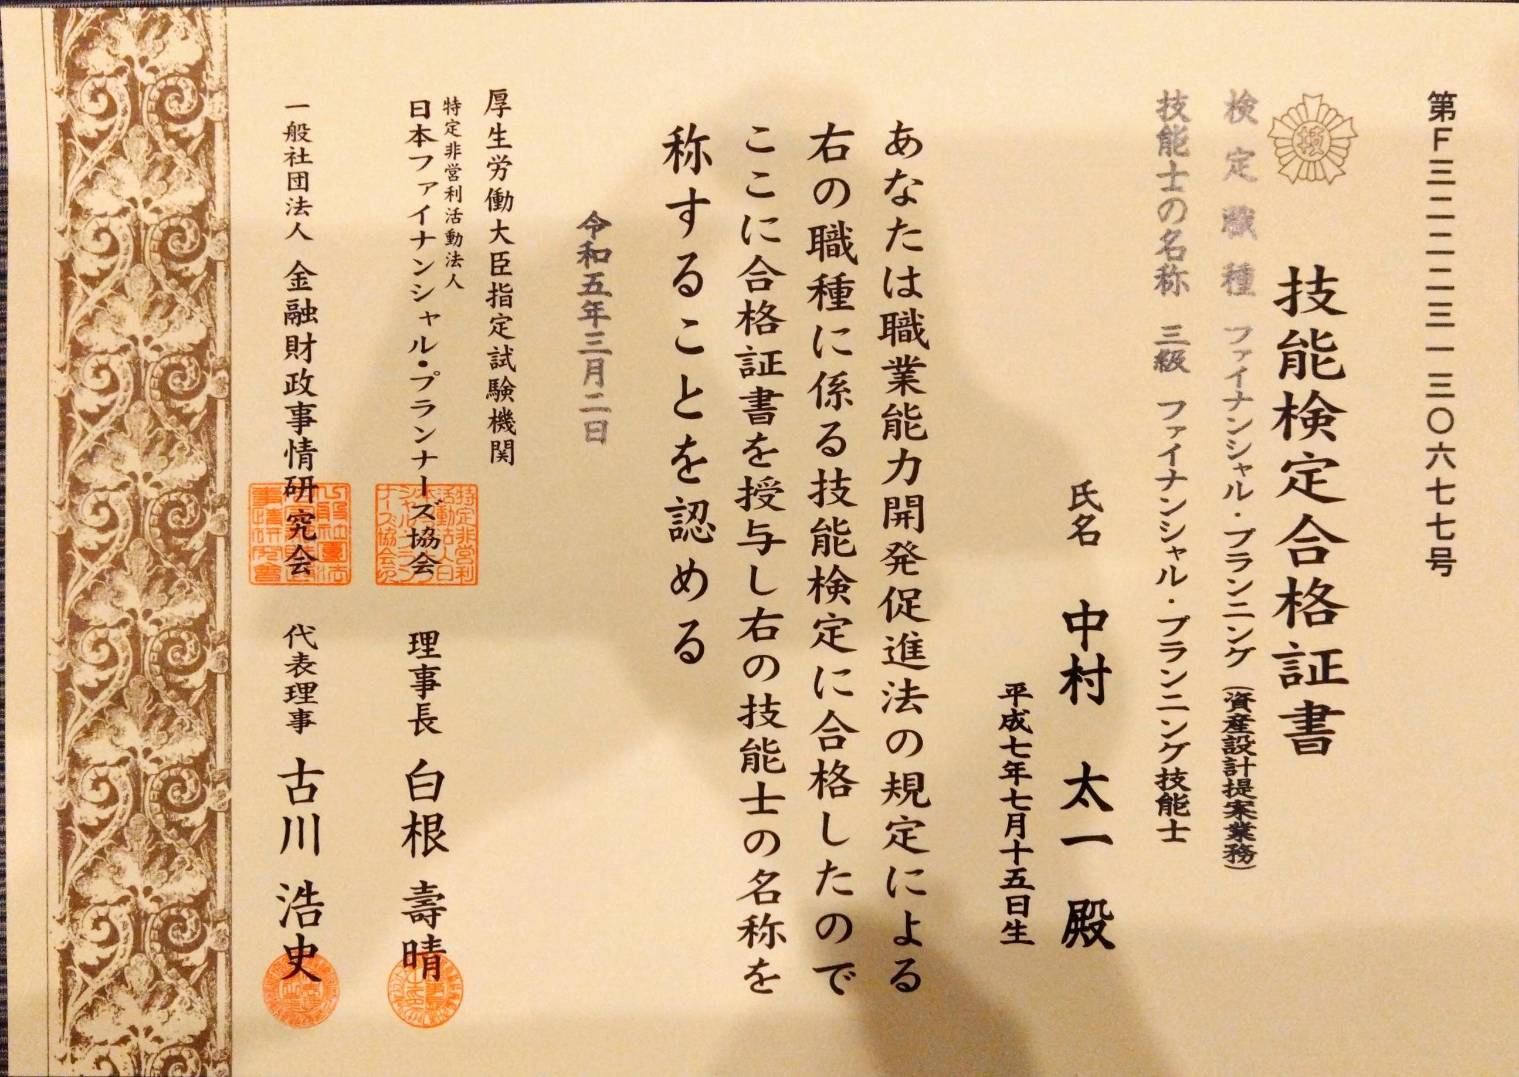 第F三二二二三一三〇六七七号
技能検定合格証書
検定職種 ファイナンシャル・プランニング(資産設計提案業務)
技能士の名称 三級 ファイナンシャル・プランニング技能士
氏名 中村 太一 殿
平成七年七月十五日生
あなたは職業能力開発促進法の規定による
右の職種に係る技能検定に合格したので
ここに合格証書を授与し右の技能士の名称を
称することを認める
令和五年三月二日
厚生労働大臣指定試験機関
特定非営利活動法人
日本ファイナンシャル・プランナーズ協会 理事長 白根 壽晴
一般社団法人 金融財政事情研究会 代表理事 古川 浩史